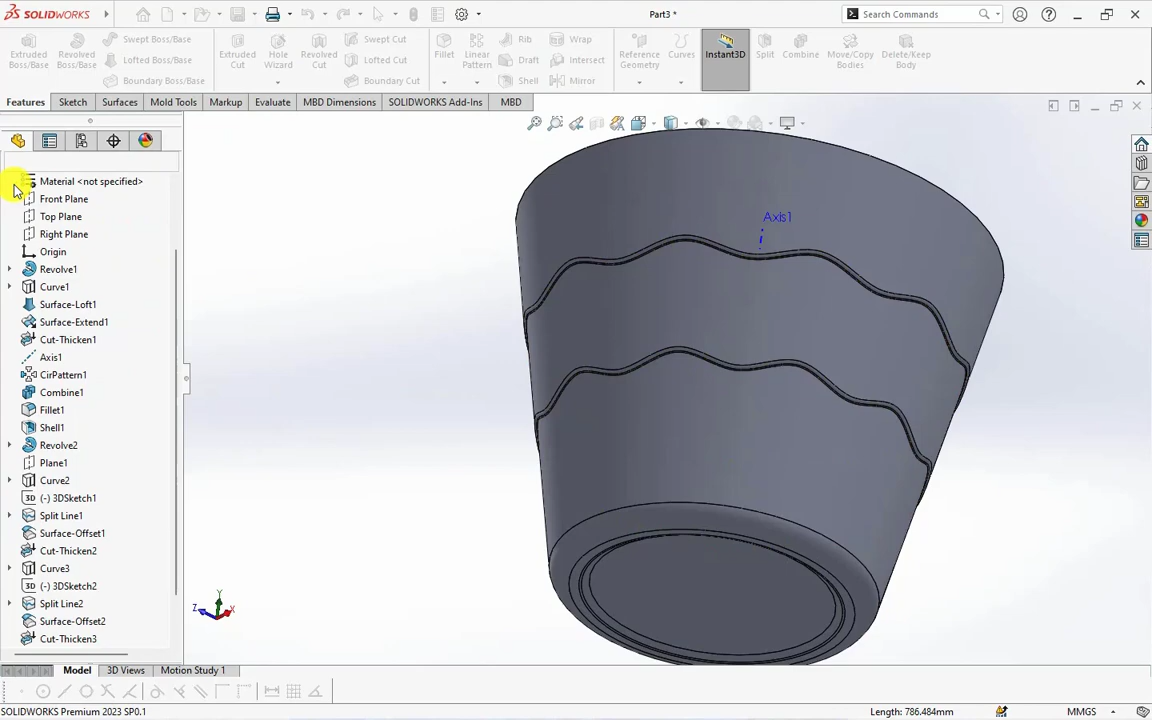 SOLIDWORKS
Part3 *
Search Commands
Extruded Boss/Base
Revolved Boss/Base
Swept Boss/Base
Lofted Boss/Base
Boundary Boss/Base
Extruded Cut
Hole Wizard
Revolved Cut
Swept Cut
Lofted Cut
Boundary Cut
Fillet
Linear Pattern
Rib
Draft
Shell
Wrap
Intersect
Mirror
Reference Geometry
Curves
Instant3D
Split
Combine
Move/Copy Bodies
Delete/Keep Body
Features
Sketch
Surfaces
Mold Tools
Markup
Evaluate
MBD Dimensions
SOLIDWORKS Add-Ins
MBD
Material <not specified>
Front Plane
Top Plane
Right Plane
Origin
Revolve1
Curve1
Surface-Loft1
Surface-Extend1
Cut-Thicken1
Axis1
CirPattern1
Combine1
Fillet1
Shell1
Revolve2
Plane1
Curve2
3D (-) 3DSketch1
Split Line1
Surface-Offset1
Cut-Thicken2
Curve3
3D (-) 3DSketch2
Split Line2
Surface-Offset2
Cut-Thicken3
Axis1
Y
Z
X
Model
3D Views
Motion Study 1
SOLIDWORKS Premium 2023 SP0.1
Length: 786.484mm
MMGS